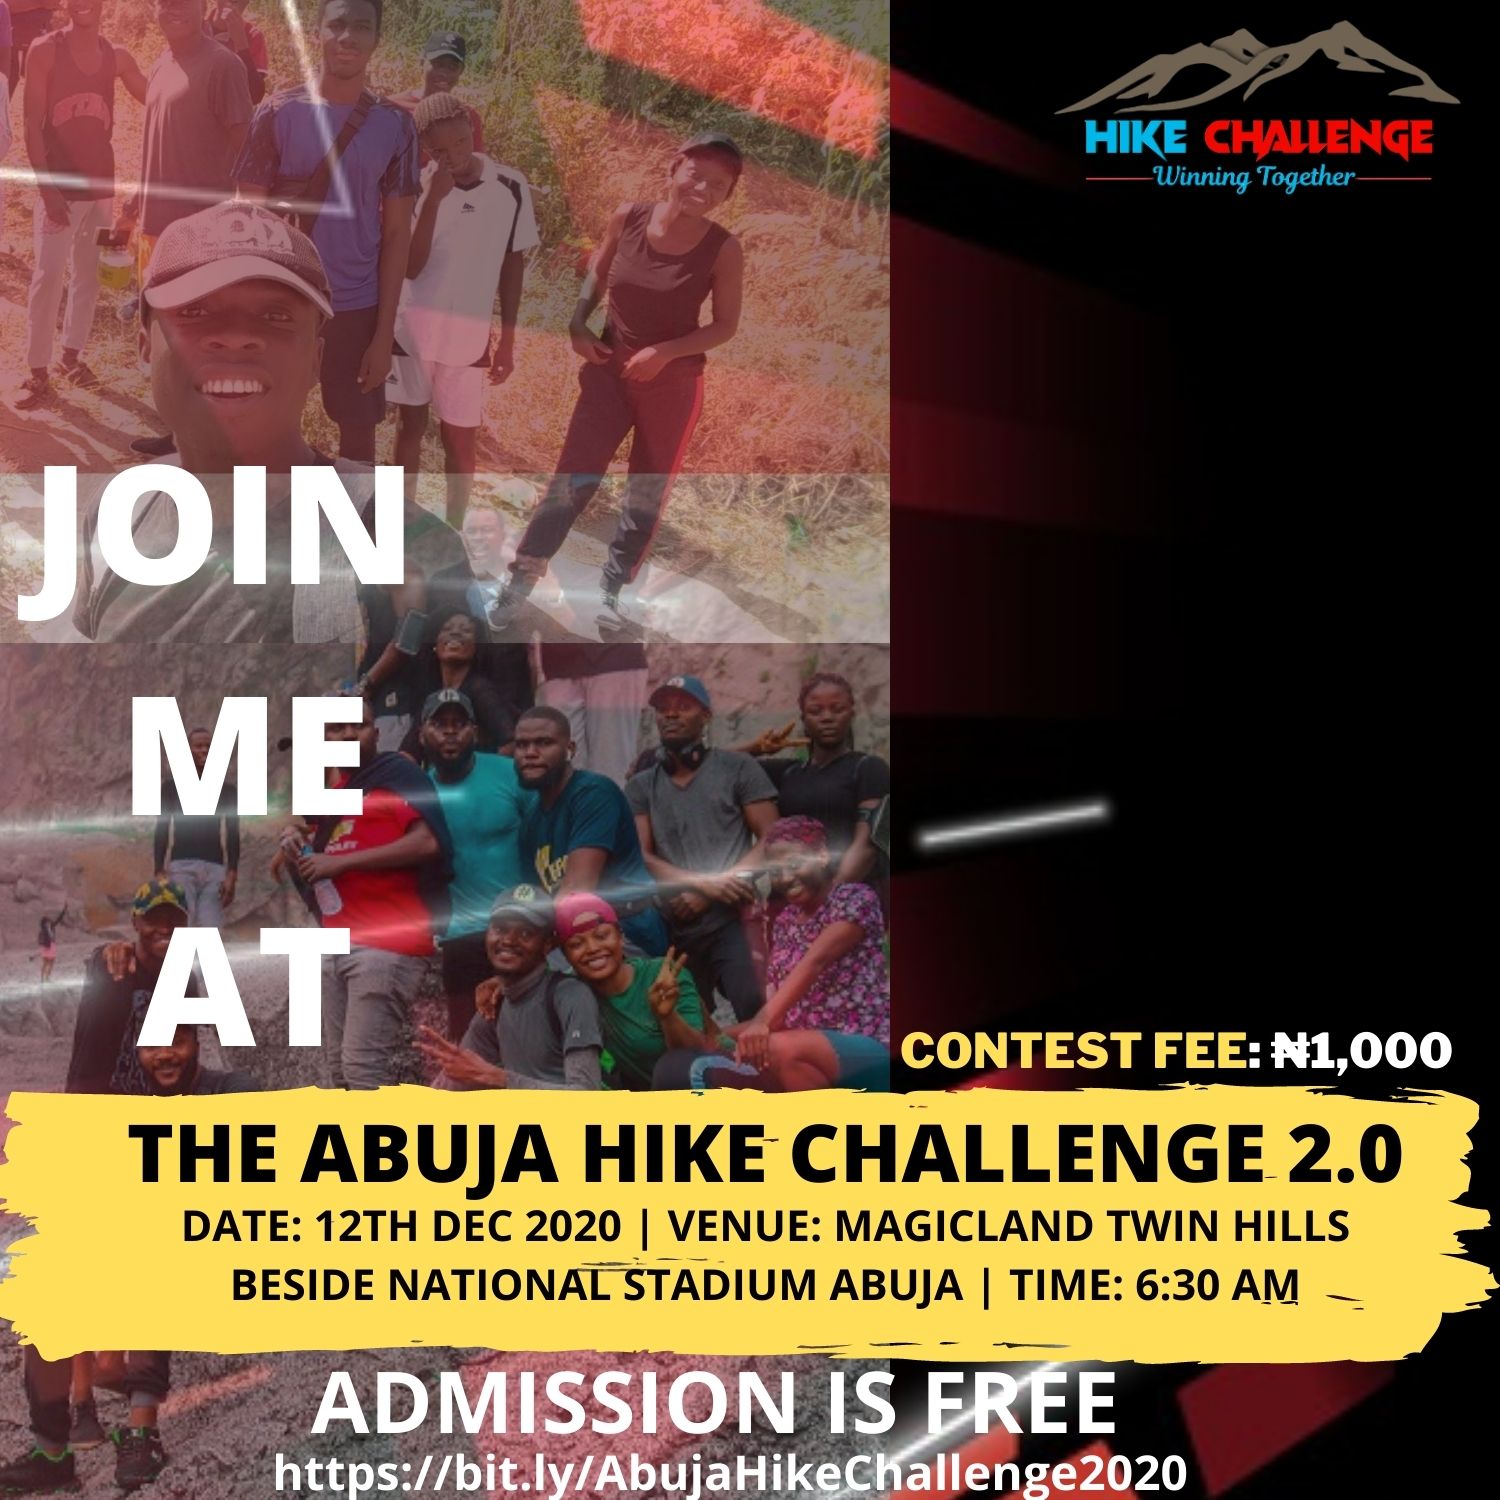 HIKE CHALLENGE
Winning Together
JOIN
ME
AT
CONTEST FEE: ₦1,000
THE ABUJA HIKE CHALLENGE 2.0
DATE: 12TH DEC 2020 | VENUE: MAGICLAND TWIN HILLS
BESIDE NATIONAL STADIUM ABUJA | TIME: 6:30 AM
ADMISSION IS FREE
https://bit.ly/AbujaHikeChallenge2020